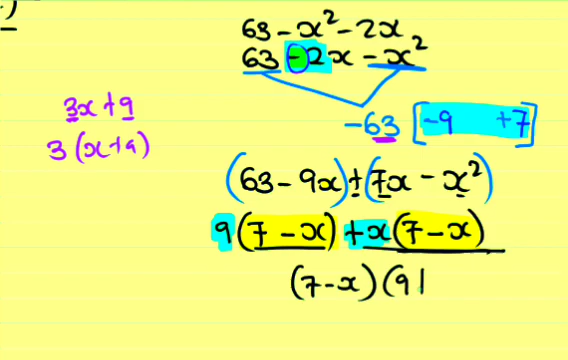 )
63 - x² - 2x
63 - 2x - x²
3x + 9
3 (x + 9)
-63 [-9 +7]
(63 - 9x) + (7x - x²)
9 (7 - x) + x (7 - x)
(7 - x) (9 |